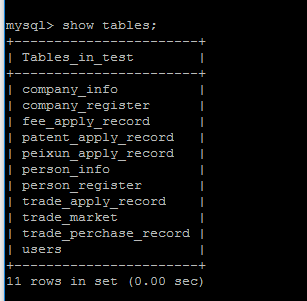 mysql> show tables;
+------------------------+
| Tables_in_test         |
+------------------------+
| company_info           |
| company_register       |
| fee_apply_record       |
| patent_apply_record    |
| peixun_apply_record    |
| person_info            |
| person_register        |
| trade_apply_record     |
| trade_market           |
| trade_perchase_record  |
| users                  |
+------------------------+
11 rows in set (0.00 sec)